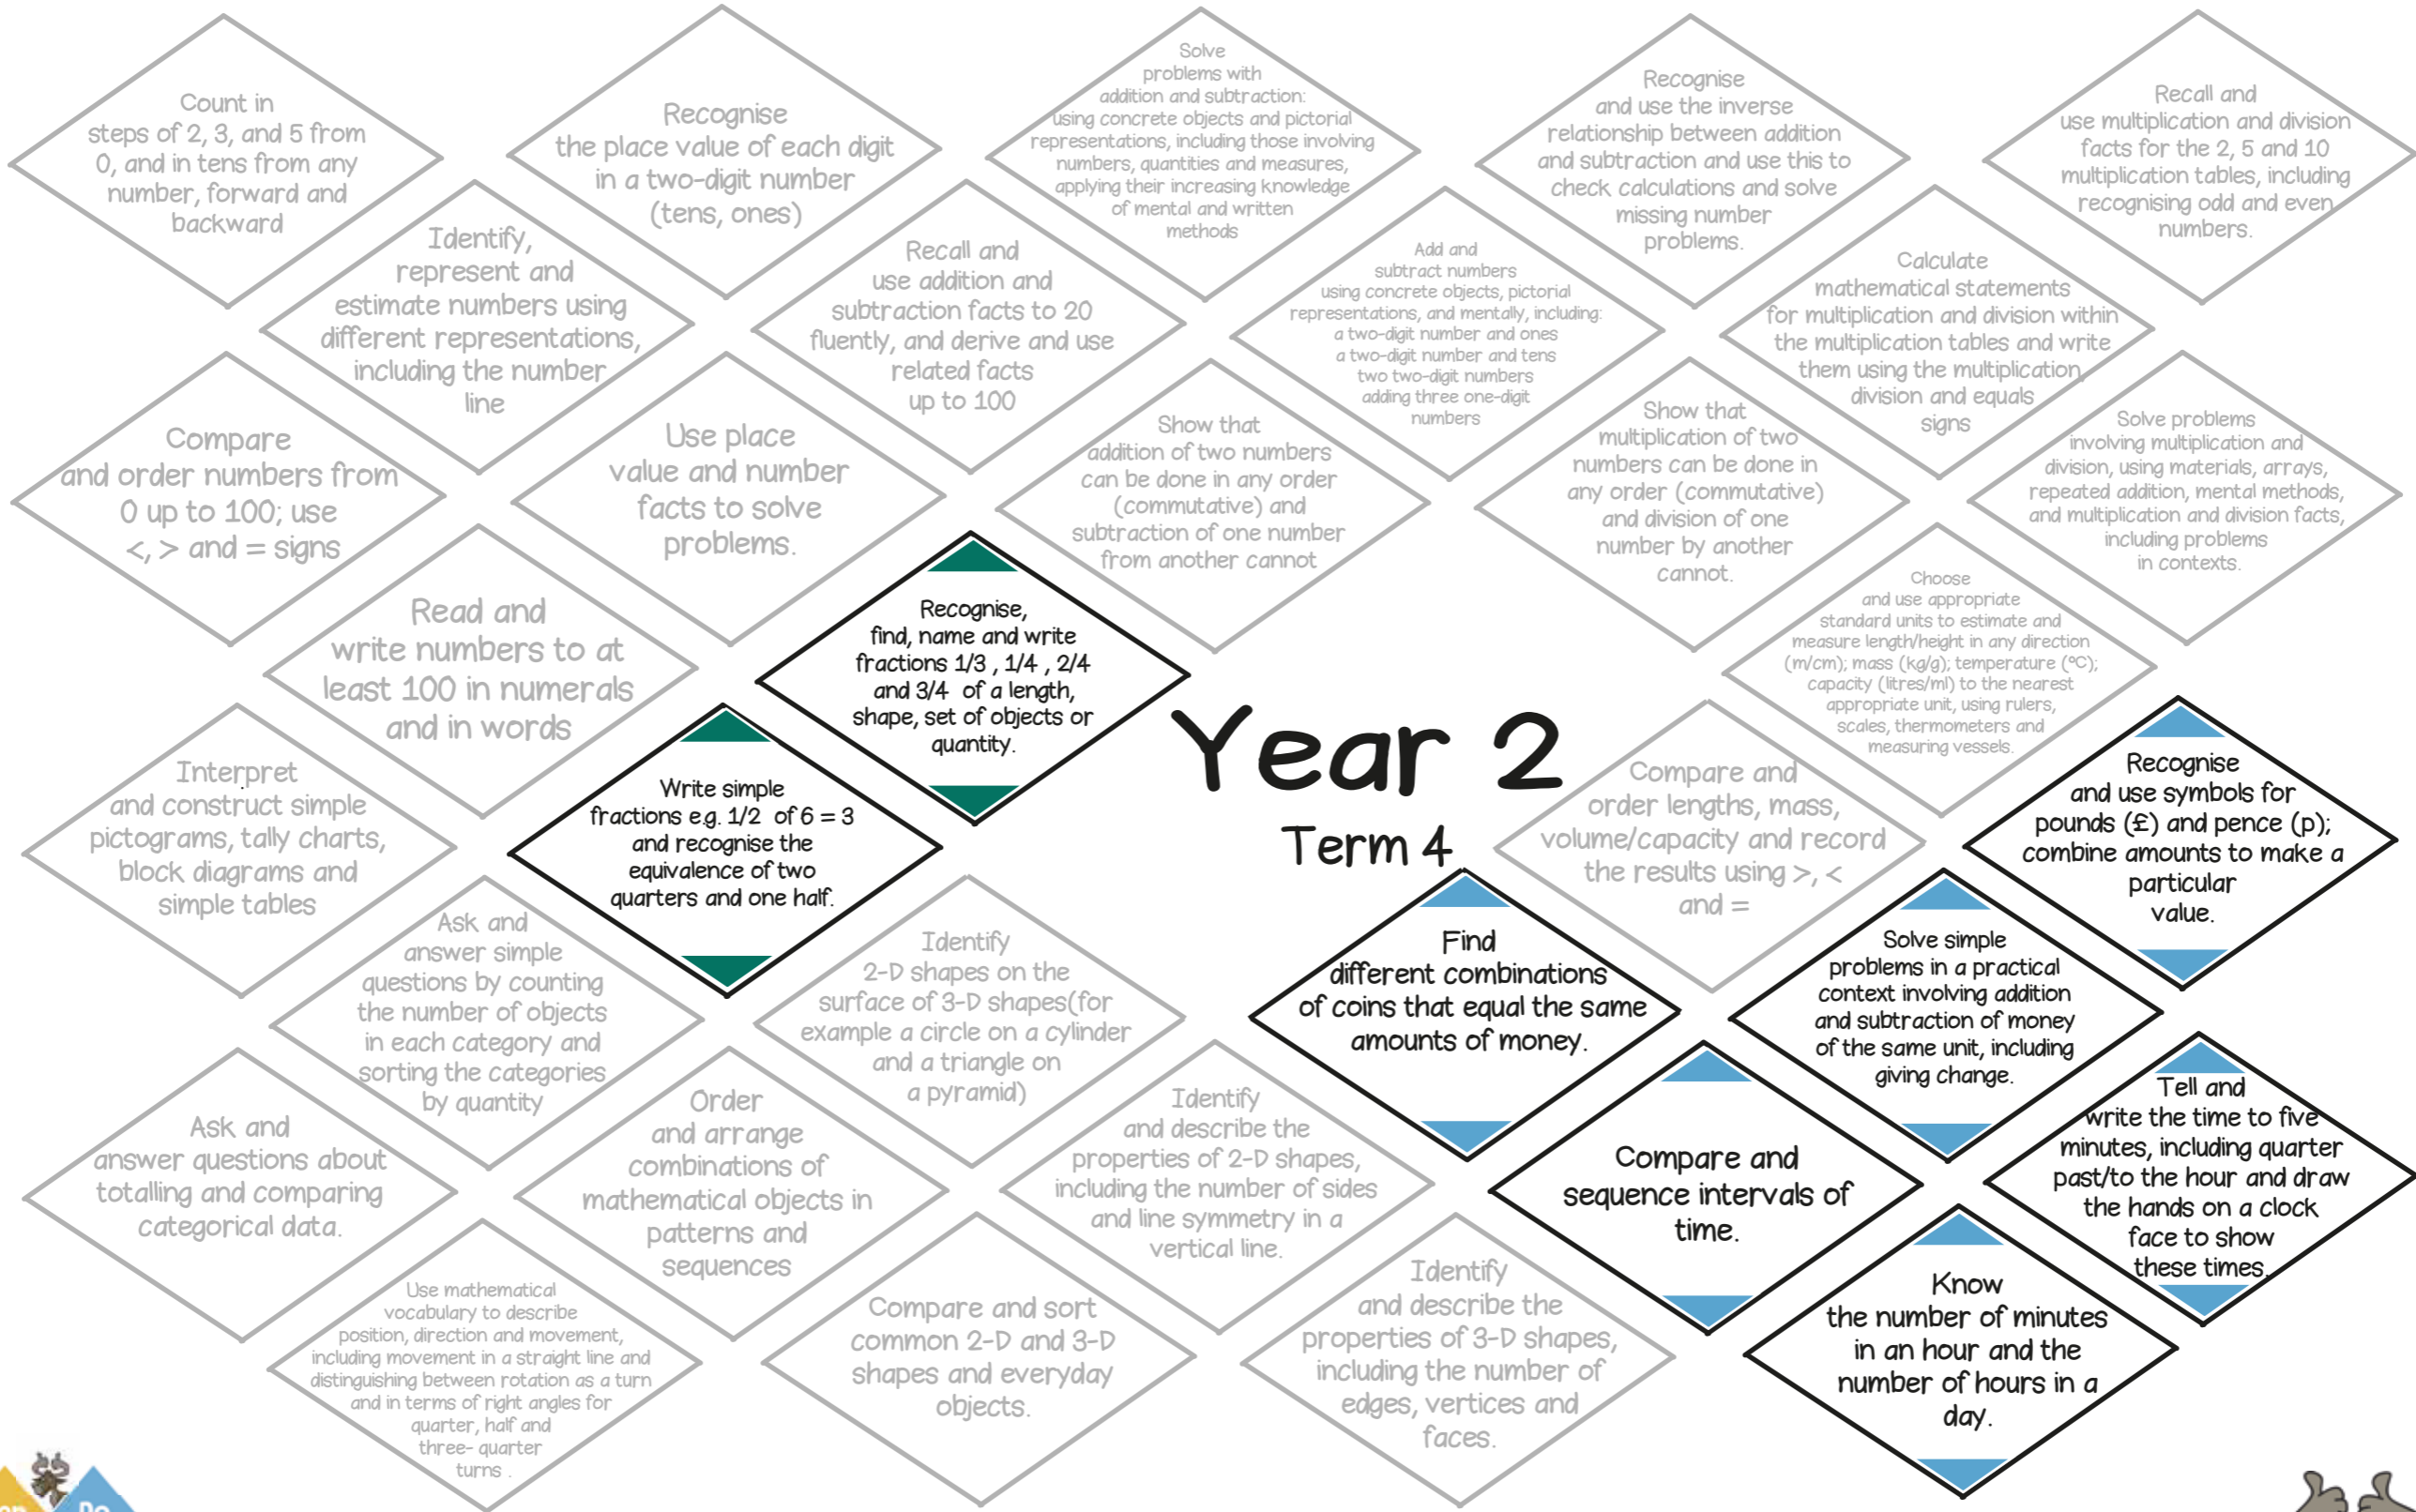 Count in
steps of 2, 3, and 5 from
0, and in tens from any
number, forward and
backward
Recognise
the place value of each digit
in a two-digit number
(tens, ones)
Solve
problems with
addition and subtraction:
using concrete objects and pictorial
representations, including those involving
numbers, quantities and measures,
applying their increasing knowledge
of mental and written
methods
Recognise
and use the inverse
relationship between addition
and subtraction and use this to
check calculations and solve
missing number
problems.
Recall and
use multiplication and division
facts for the 2, 5 and 10
multiplication tables, including
recognising odd and even
numbers.
Identify,
represent and
estimate numbers using
different representations,
including the number
line
Recall and
use addition and
subtraction facts to 20
fluently, and derive and use
related facts
up to 100
Add and
subtract numbers
using concrete objects, pictorial
representations, and mentally, including:
a two-digit number and ones
a two-digit number and tens
two two-digit numbers
adding three one-digit
numbers
Calculate
mathematical statements
for multiplication and division within
the multiplication tables and write
them using the multiplication,
division and equals
signs
Compare
and order numbers from
0 up to 100; use
<, > and = signs
Use place
value and number
facts to solve
problems.
Show that
addition of two numbers
can be done in any order
(commutative) and
subtraction of one number
from another cannot
Show that
multiplication of two
numbers can be done in
any order (commutative)
and division of one
number by another
cannot.
Solve problems
involving multiplication and
division, using materials, arrays,
repeated addition, mental methods,
and multiplication and division facts,
including problems
in contexts.
Read and
write numbers to at
least 100 in numerals
and in words
Recognise,
find, name and write
fractions 1/3 , 1/4 , 2/4
and 3/4 of a length,
shape, set of objects or
quantity.
Choose
and use appropriate
standard units to estimate and
measure length/height in any direction
(m/cm); mass (kg/g); temperature (°C);
capacity (litres/ml) to the nearest
appropriate unit, using rulers,
scales, thermometers and
measuring vessels.
Year 2
Term 4
Interpret
and construct simple
pictograms, tally charts,
block diagrams and
simple tables
Write simple
fractions e.g. 1/2 of 6 = 3
and recognise the
equivalence of two
quarters and one half.
Compare and
order lengths, mass,
volume/capacity and record
the results using >, <
and =
Recognise
and use symbols for
pounds (£) and pence (p);
combine amounts to make a
particular
value.
Ask and
answer simple
questions by counting
the number of objects
in each category and
sorting the categories
by quantity
Identify
2-D shapes on the
surface of 3-D shapes(for
example a circle on a cylinder
and a triangle on
a pyramid)
Find
different combinations
of coins that equal the same
amounts of money.
Solve simple
problems in a practical
context involving addition
and subtraction of money
of the same unit, including
giving change.
Ask and
answer questions about
totalling and comparing
categorical data.
Order
and arrange
combinations of
mathematical objects in
patterns and
sequences
Identify
and describe the
properties of 2-D shapes,
including the number of sides
and line symmetry in a
vertical line.
Compare and
sequence intervals of
time.
Tell and
write the time to five
minutes, including quarter
past/to the hour and draw
the hands on a clock
face to show
these times.
Use mathematical
vocabulary to describe
position, direction and movement,
including movement in a straight line and
distinguishing between rotation as a turn
and in terms of right angles for
quarter, half and
three- quarter
turns .
Compare and sort
common 2-D and 3-D
shapes and everyday
objects.
Identify
and describe the
properties of 3-D shapes,
including the number of
edges, vertices and
faces.
Know
the number of minutes
in an hour and the
number of hours in a
day.